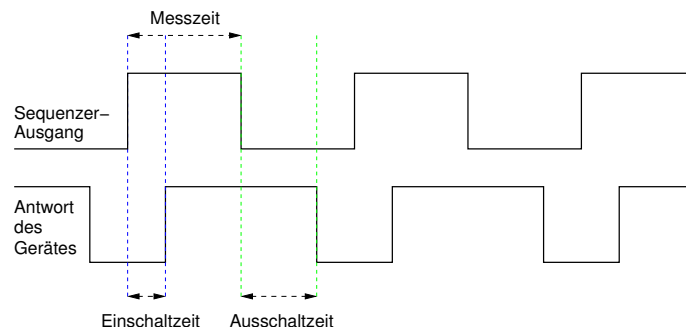 Messzeit
Sequenzer−
Ausgang
Antwort
des
Gerätes
Einschaltzeit Ausschaltzeit